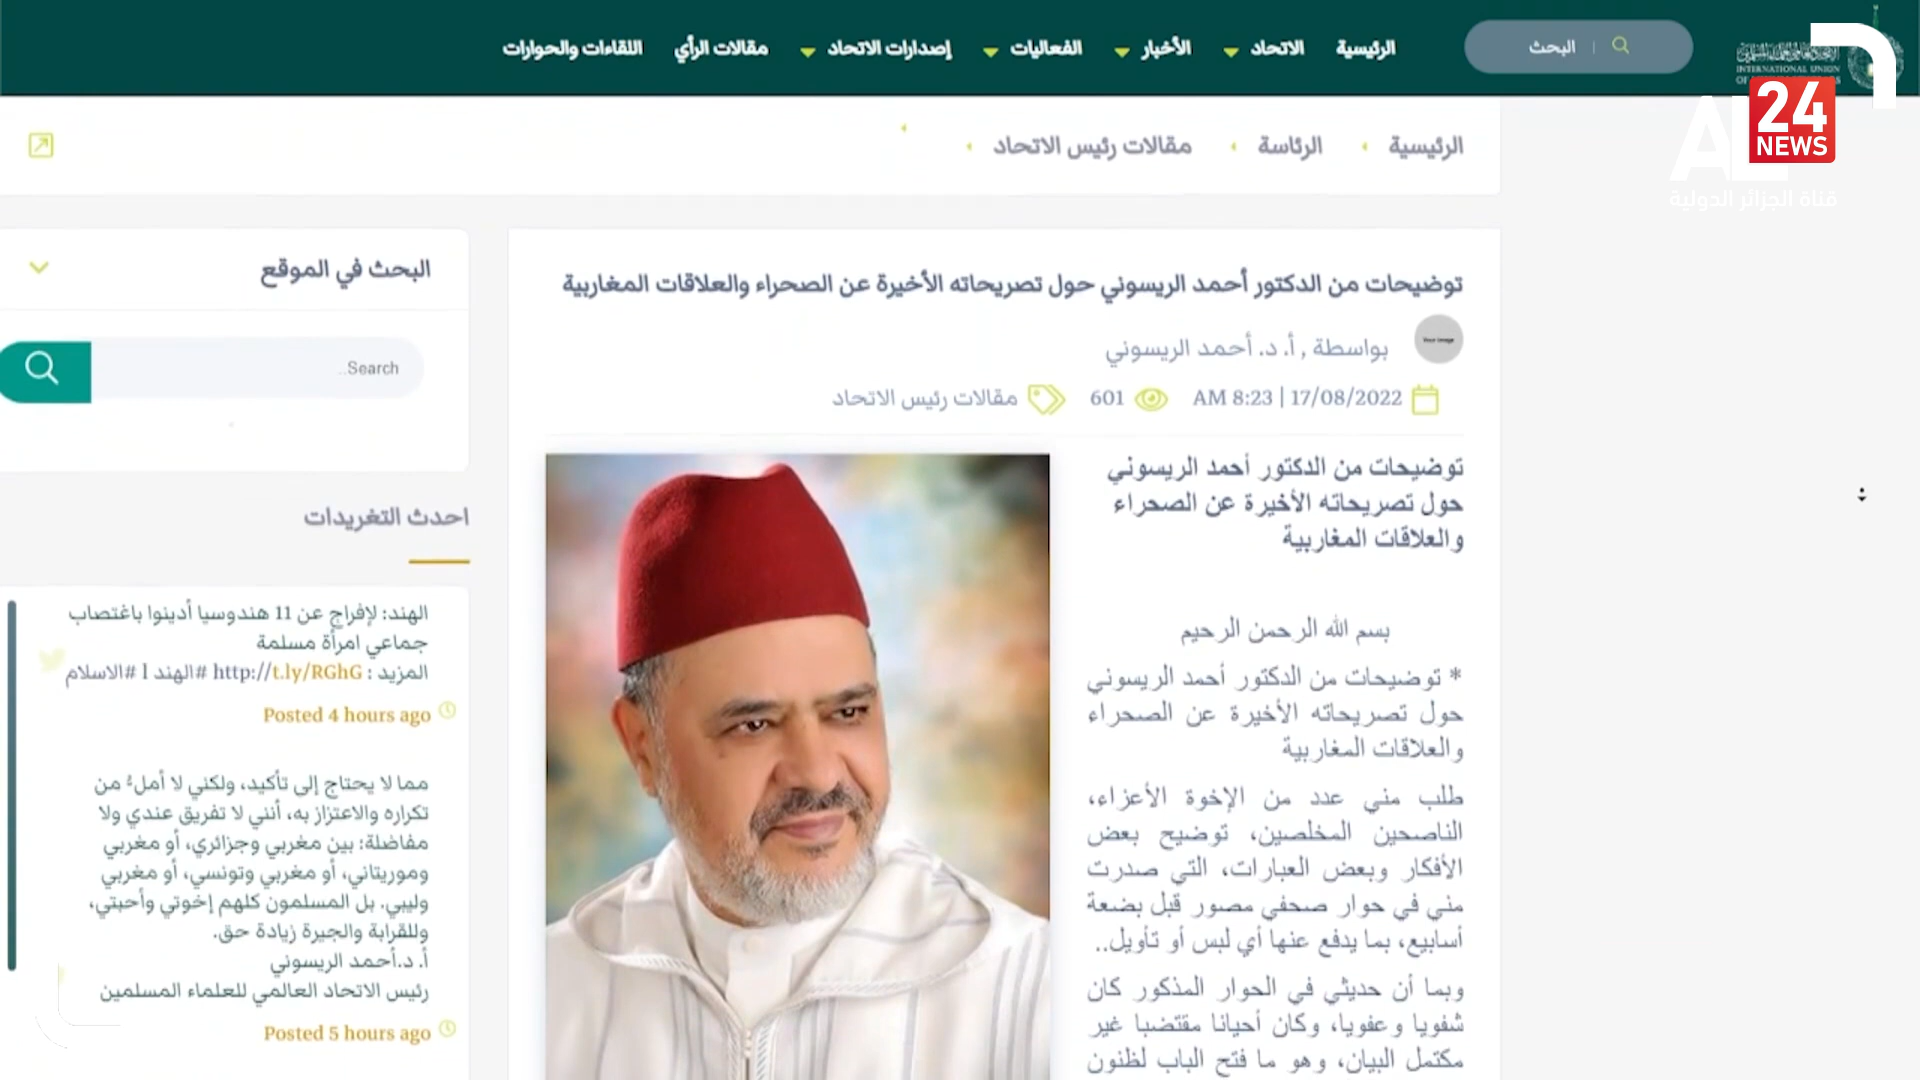 الرئيسية الاتحاد الأخبار الفعاليات إصدارات الاتحاد مقالات الرأي اللقاءات والحوارات
البحث
INTERNATIONAL UNION
AL 24 NEWS
قناة الجزائر الدولية
الرئيسية الرئاسة مقالات رئيس الاتحاد
توضيحات من الدكتور أحمد الريسوني حول تصريحاته الأخيرة عن الصحراء والعلاقات المغاربية
بواسطة , أ. د. أحمد الريسوني
17/08/2022 | 8:23 AM 601 مقالات رئيس الاتحاد
توضيحات من الدكتور أحمد الريسوني
حول تصريحاته الأخيرة عن الصحراء
والعلاقات المغاربية
بسم الله الرحمن الرحيم
* توضيحات من الدكتور أحمد الريسوني
حول تصريحاته الأخيرة عن الصحراء
والعلاقات المغاربية
طلب مني عدد من الإخوة الأعزاء،
الناصحين المخلصين، توضيح بعض
الأفكار وبعض العبارات، التي صدرت
مني في حوار صحفي مصور قبل بضعة
أسابيع، بما يدفع عنها أي لبس أو تأويل..
وبما أن حديثي في الحوار المذكور كان
شفويا وعفويا، وكان أحيانا مقتضبا غير
مكتمل البيان، وهو ما فتح الباب لظنون
البحث في الموقع
Search..
احدث التغريدات
الهند: لإفراج عن 11 هندوسيا أدينوا باغتصاب
جماعي امرأة مسلمة
المزيد : http://t.ly/RGhG #الهند l #الاسلام
Posted 4 hours ago
مما لا يحتاج إلى تأكيد، ولكني لا أملُّ من
تكراره والاعتزاز به، أنني لا تفريق عندي ولا
مفاضلة: بين مغربي وجزائري، أو مغربي
وموريتاني، أو مغربي وتونسي، أو مغربي
وليبي. بل المسلمون كلهم إخوتي وأحبتي،
وللقرابة والجيرة زيادة حق.
أ. د.أحمد الريسوني
رئيس الاتحاد العالمي للعلماء المسلمين
Posted 5 hours ago